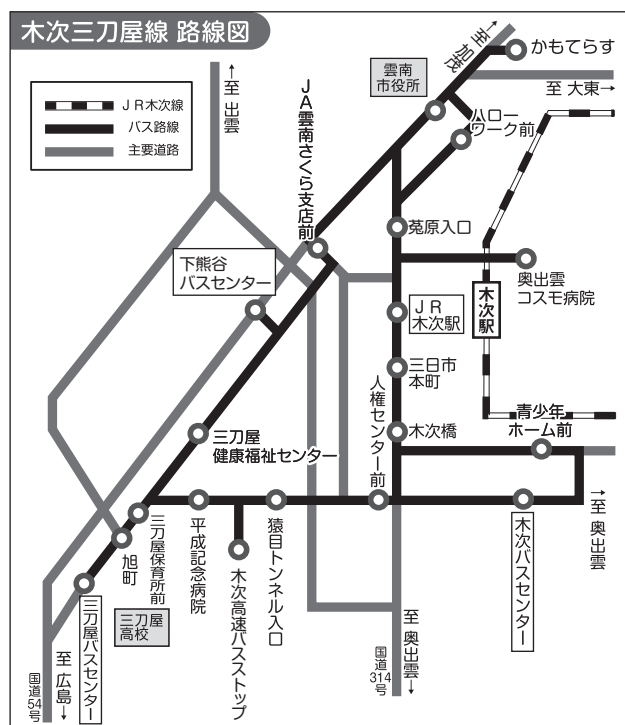 木次三刀屋線 路線図
JR木次線
バス路線
主要道路
←至 出雲
至 加茂→
かもてらす
雲南
市役所
至 大東→
ハロー
ワーク前
JA雲南さくら支店前
菟原入口
下熊谷
バスセンター
奥出雲
コスモ病院
JR
木次駅
木次駅
三日市
本町
人権センター前
木次橋
青少年
ホーム前
三刀屋
健康福祉センター
→至 奥出雲
三刀屋保育所前
旭町
平成記念病院
木次高速バスストップ
猿目トンネル入口
木次バスセンター
三刀屋
高校
三刀屋バスセンター
至 広島→
国道54号
至 奥出雲→
国道314号